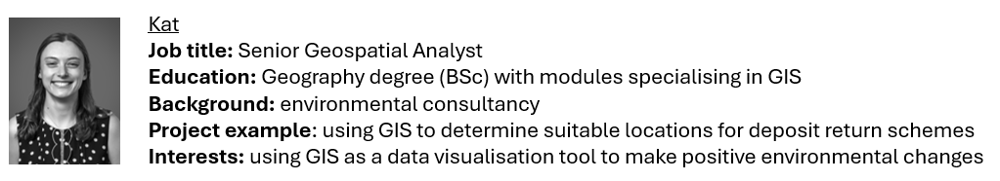 Kat
Job title: Senior Geospatial Analyst
Education: Geography degree (BSc) with modules specialising in GIS
Background: environmental consultancy
Project example: using GIS to determine suitable locations for deposit return schemes
Interests: using GIS as a data visualisation tool to make positive environmental changes